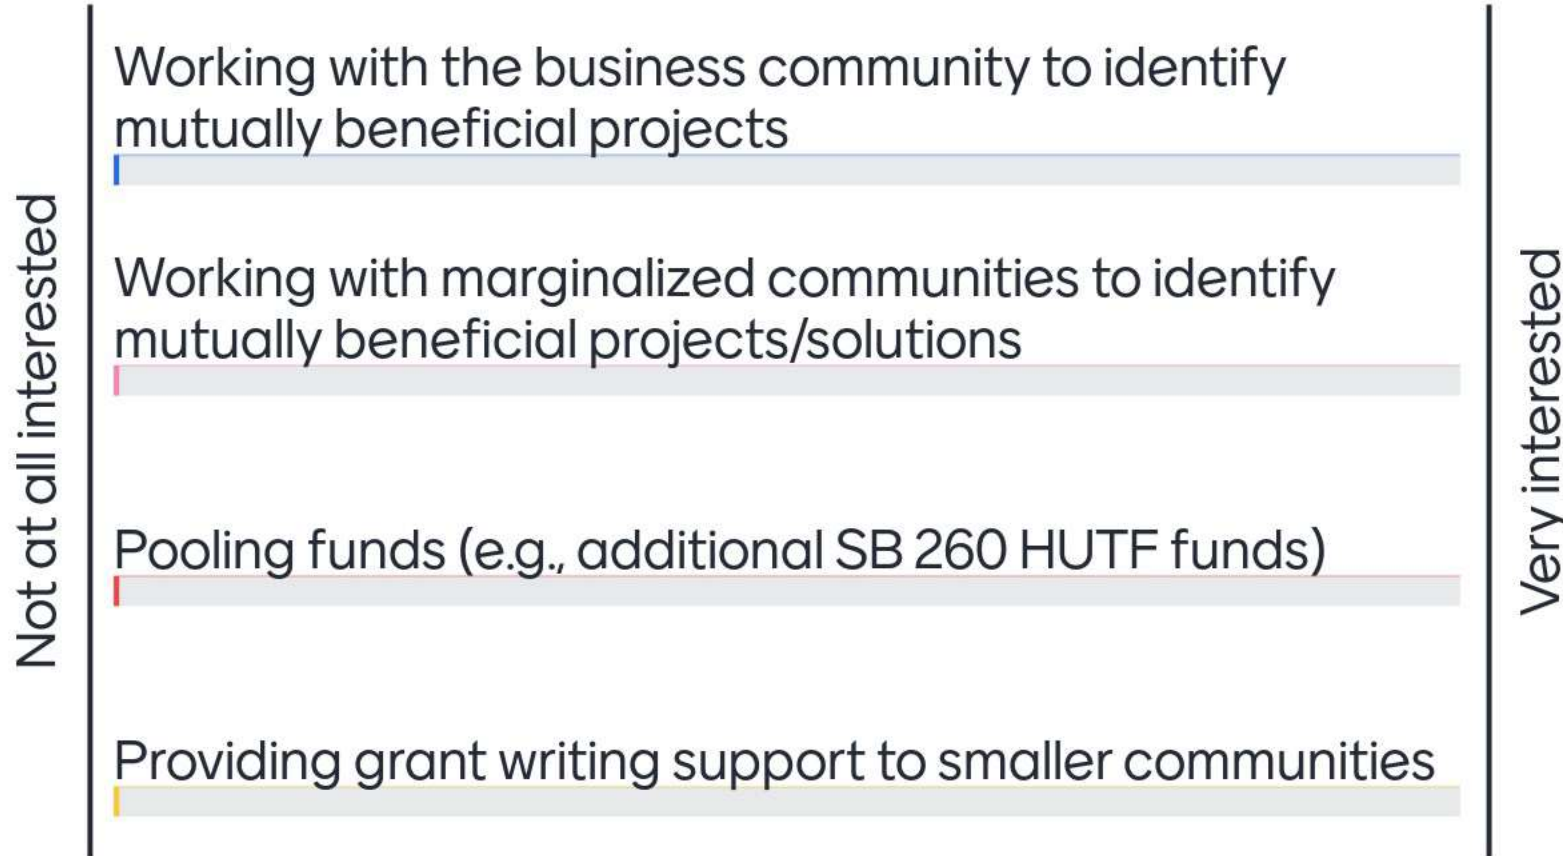 Not at all interested
Working with the business community to identify
mutually beneficial projects
Working with marginalized communities to identify
mutually beneficial projects/solutions
Pooling funds (e.g., additional SB 260 HUTF funds)
Providing grant writing support to smaller communities
Very interested